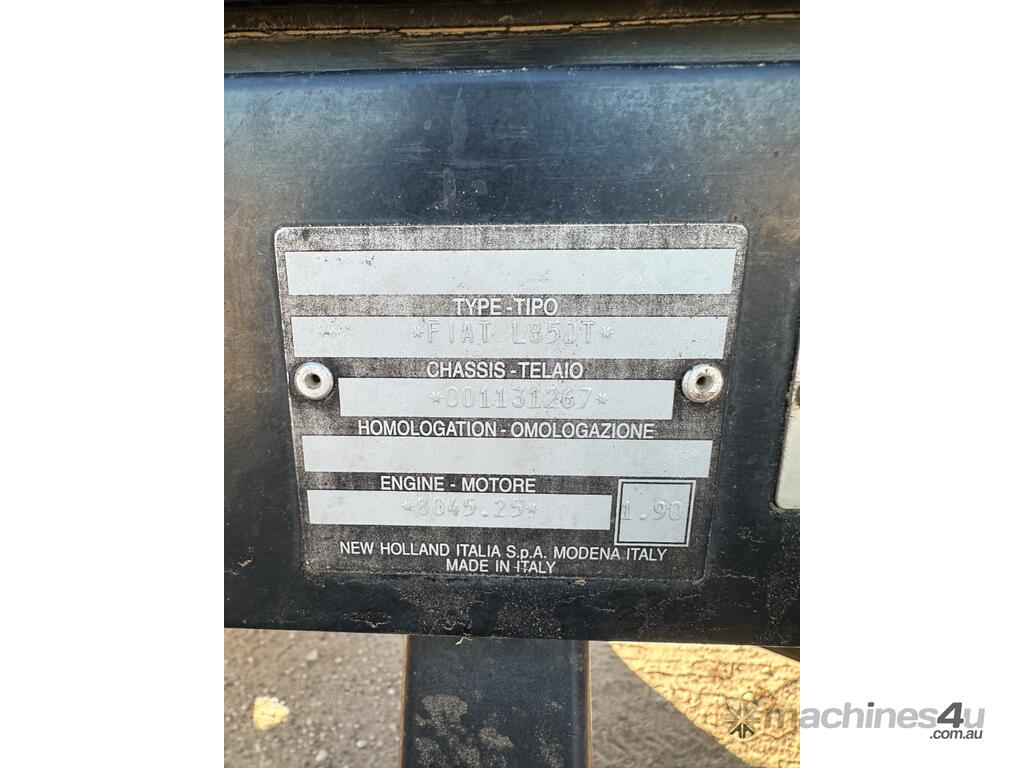 TYPE - TIPO
*FIAT L85DT*
CHASSIS - TELAIO
*001131267*
HOMOLOGATION - OMOLOGAZIONE
ENGINE - MOTORE
*8045.25*
1.90
NEW HOLLAND ITALIA S.p.A. MODENA ITALY
MADE IN ITALY
machines4u
.com.au